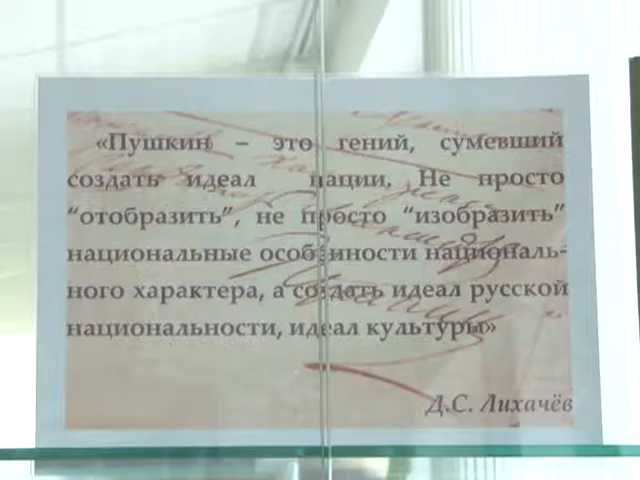 «Пушкин – это гений, сумевший
создать идеал нации. Не просто
“отобразить”, не просто “изобразить”
национальные особенности националь-
ного характера, а создать идеал русской
национальности, идеал культуры»
Д.С. Лихачёв